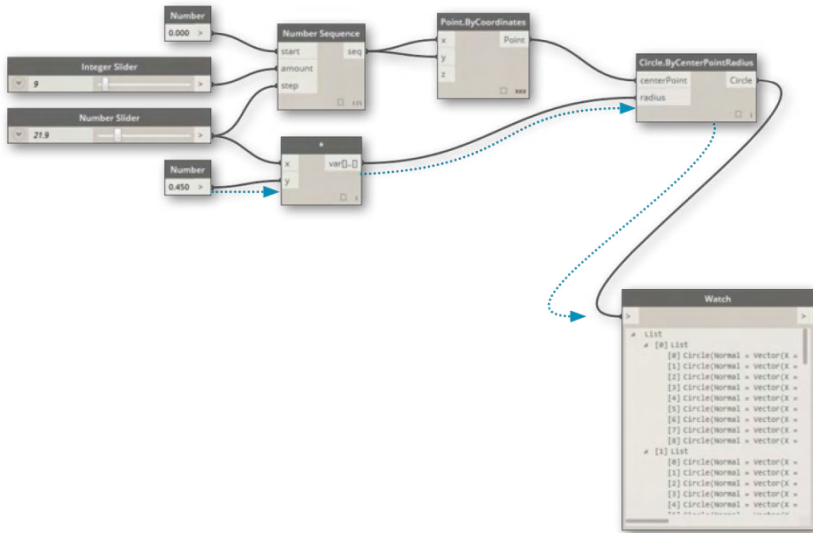 Number
0.000 >
Integer Slider
9 >
Number Slider
21.9 >
Number
0.450 >
Number Sequence
start seq
amount
step
x var[]..[]
y
Point.ByCoordinates
x Point
y
z
Circle.ByCenterPointRadius
centerPoint Circle
radius
Watch
> >
List
[0] List
[0] Circle(Normal = Vector(X =
[1] Circle(Normal = Vector(X =
[2] Circle(Normal = Vector(X =
[3] Circle(Normal = Vector(X =
[4] Circle(Normal = Vector(X =
[5] Circle(Normal = Vector(X =
[6] Circle(Normal = Vector(X =
[7] Circle(Normal = Vector(X =
[8] Circle(Normal = Vector(X =
[1] List
[0] Circle(Normal = Vector(X =
[1] Circle(Normal = Vector(X =
[2] Circle(Normal = Vector(X =
[3] Circle(Normal = Vector(X =
[4] Circle(Normal = Vector(X =